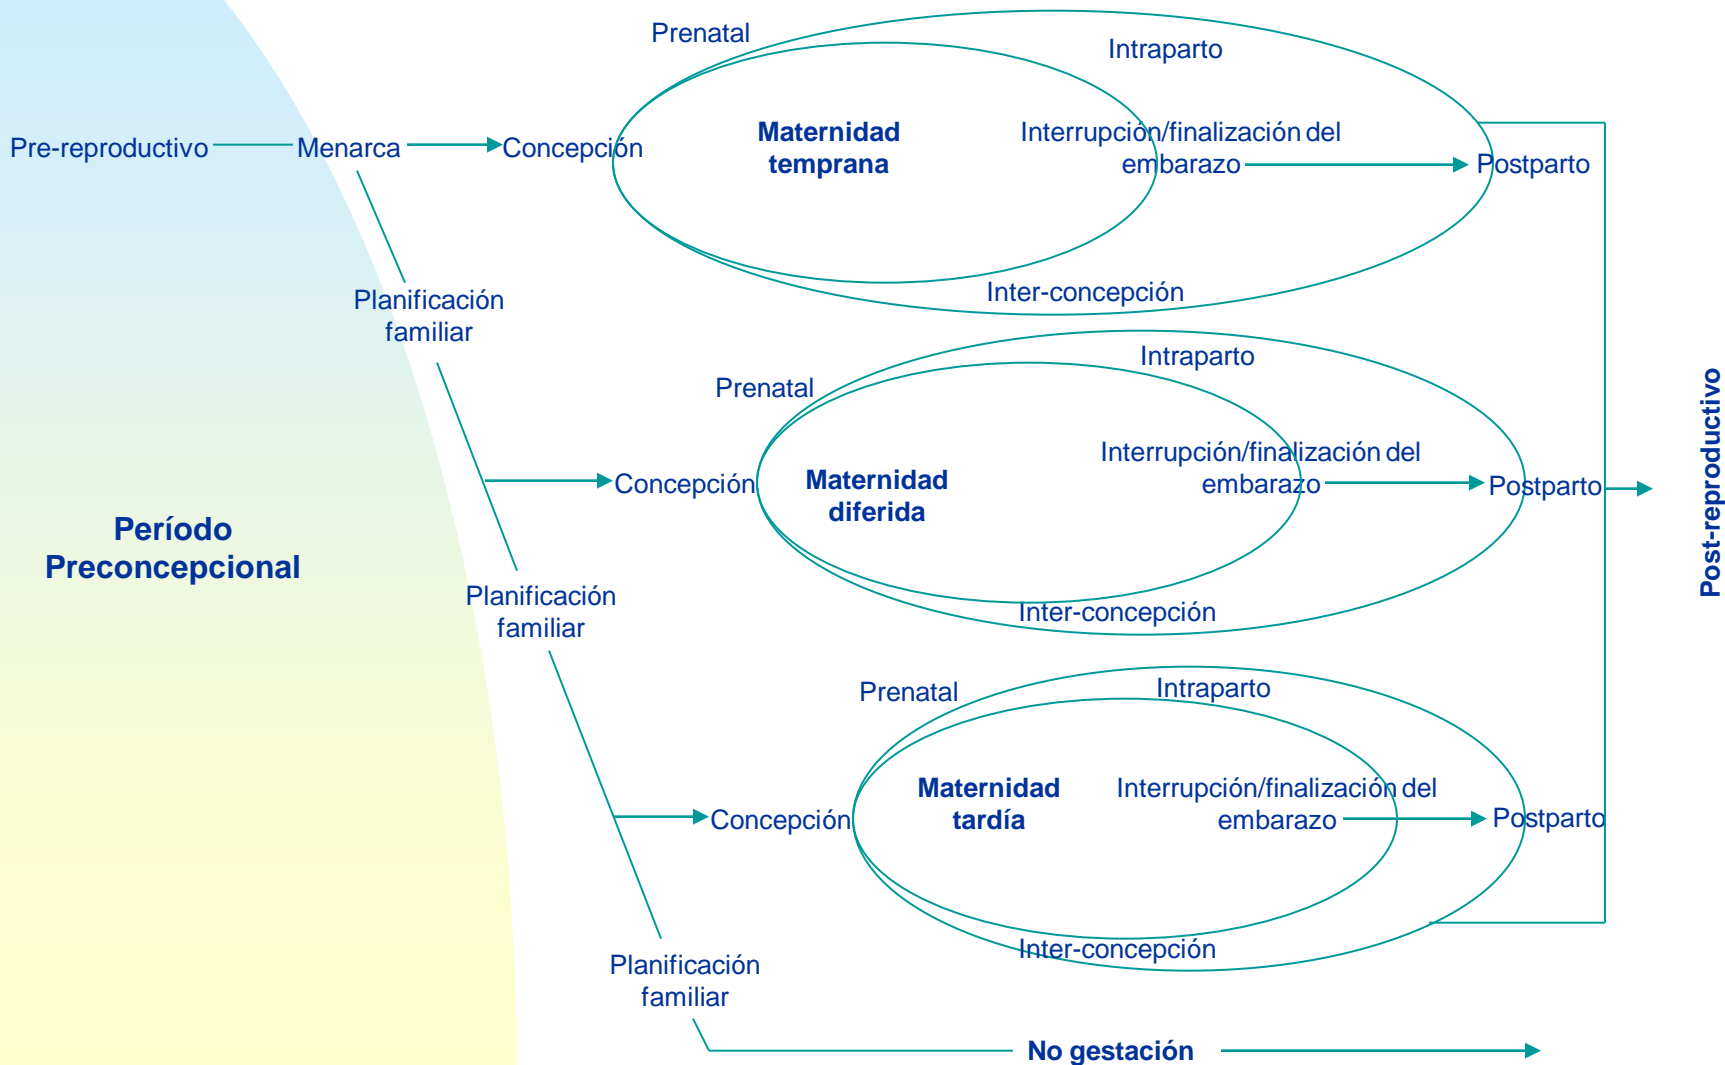 Prenatal
Intraparto
Pre-reproductivo
Menarca
Concepción
Maternidad
temprana
Interrupción/finalización del
embarazo
Postparto
Inter-concepción
Planificación
familiar
Prenatal
Intraparto
Concepción
Maternidad
diferida
Interrupción/finalización del
embarazo
Postparto
Inter-concepción
Post-reproductivo
Período
Preconcepcional
Planificación
familiar
Prenatal
Intraparto
Concepción
Maternidad
tardía
Interrupción/finalización del
embarazo
Postparto
Inter-concepción
Planificación
familiar
No gestación